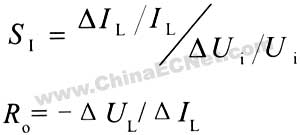 S_I = ΔI_L/I_L / ΔU_i/U_i
www.ChinaECNet.com
R_o = - ΔU_L/ΔI_L